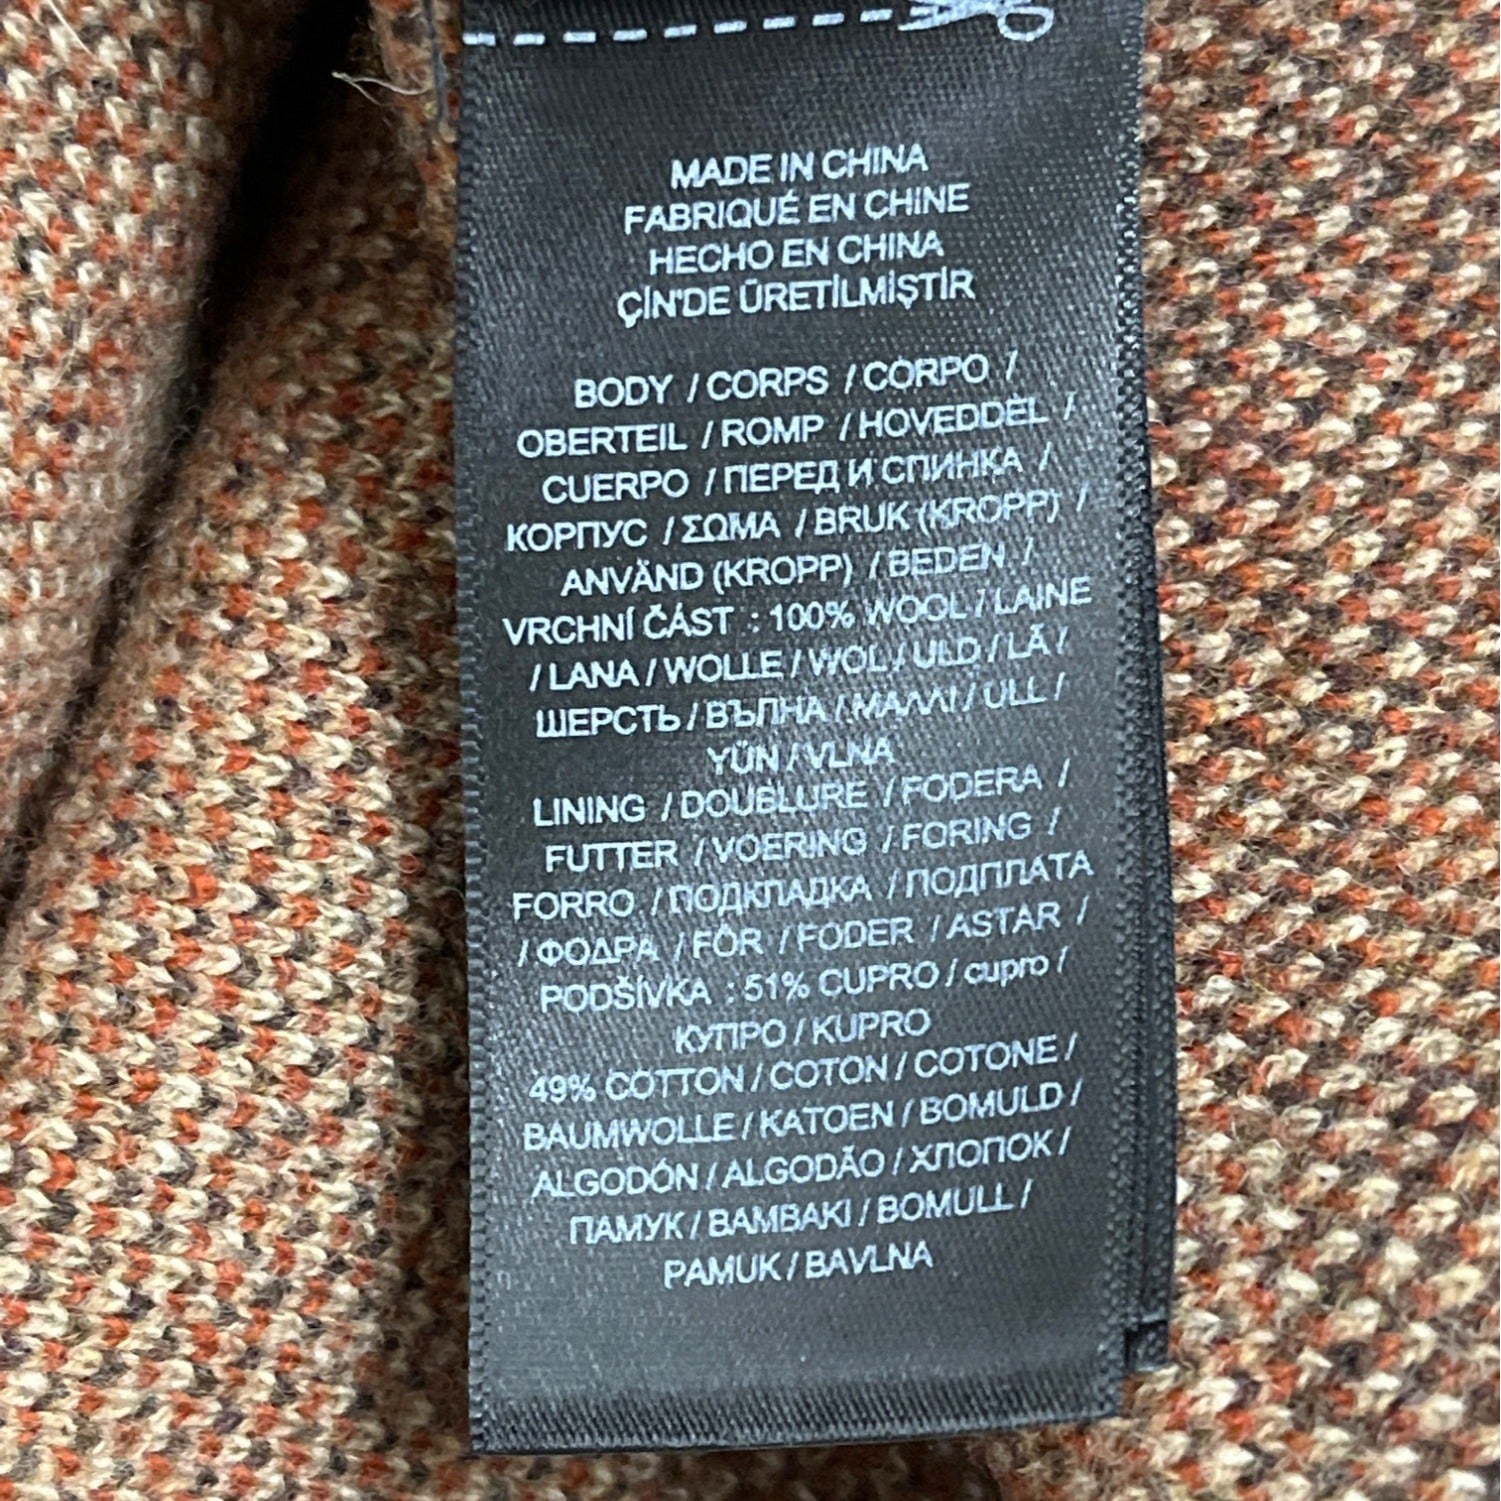 MADE IN CHINA
FABRIQUÉ EN CHINE
HECHO EN CHINA
ÇİN'DE ÜRETİLMİŞTİR
BODY / CORPS / CORPO /
OBERTEIL / ROMP / HOVEDDEL /
CUERPO / ПЕРЕД И СПИНКА /
КОРПУС / ΣΩΜΑ / BRUK (KROPP) /
ANVÄND (KROPP) / BEDEN /
VRCHNÍ ČÁST : 100% WOOL / LAINE
/ LANA / WOLLE / WOL / ULD / LÃ /
ШЕРСТЬ / ВЪЛНА / ΜΑΛΛΙ / ULL /
YÜN / VLNA
LINING / DOUBLURE / FODERA /
FUTTER / VOERING / FORING /
FORRO / ПОДКЛАДКА / ПОДПЛАТА
/ ΦΟΔΡΑ / FÔR / FODER / ASTAR /
PODŠÍVKA : 51% CUPRO / cupro /
КУПРО / KUPRO
49% COTTON / COTON / COTONE /
BAUMWOLLE / KATOEN / BOMULD /
ALGODÓN / ALGODÃO / ХЛОПОК /
ПАМУК / ΒΑΜΒΑΚΙ / BOMULL /
PAMUK / BAVLNA